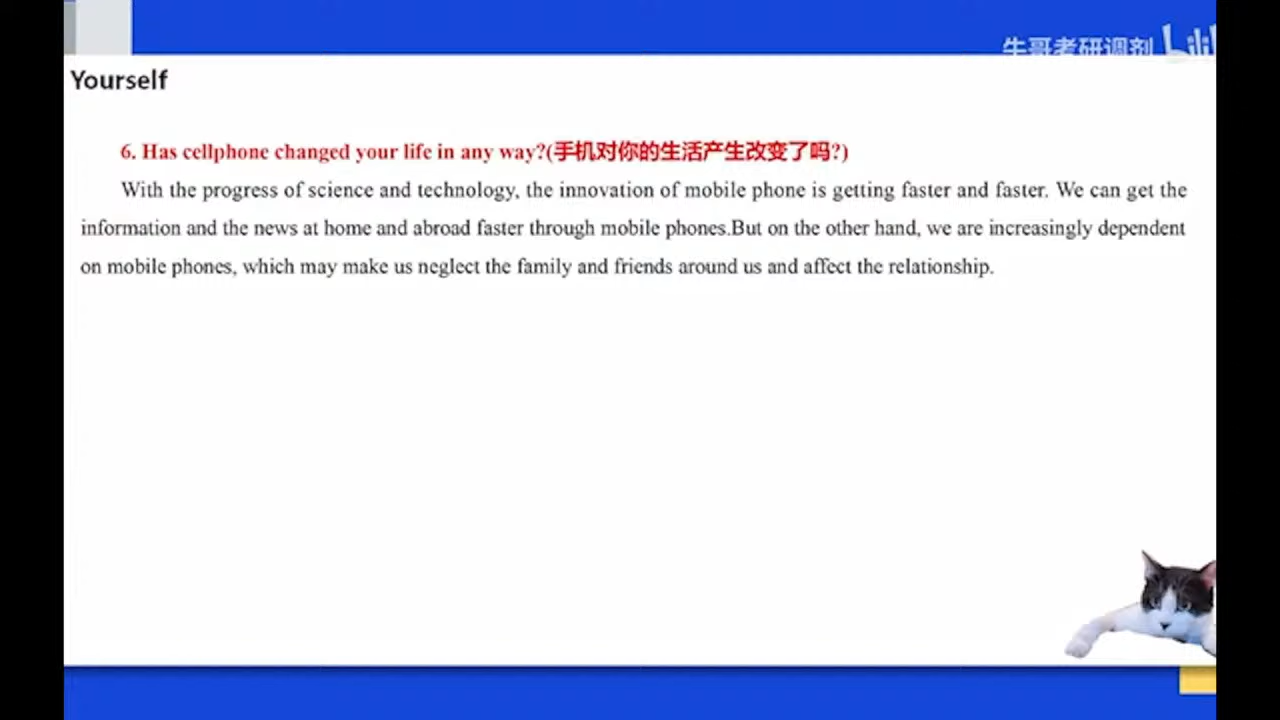 牛哥考研调剂 bilibili
Yourself
6. Has cellphone changed your life in any way?(手机对你的生活产生改变了吗?)
With the progress of science and technology, the innovation of mobile phone is getting faster and faster. We can get the
information and the news at home and abroad faster through mobile phones.But on the other hand, we are increasingly dependent
on mobile phones, which may make us neglect the family and friends around us and affect the relationship.